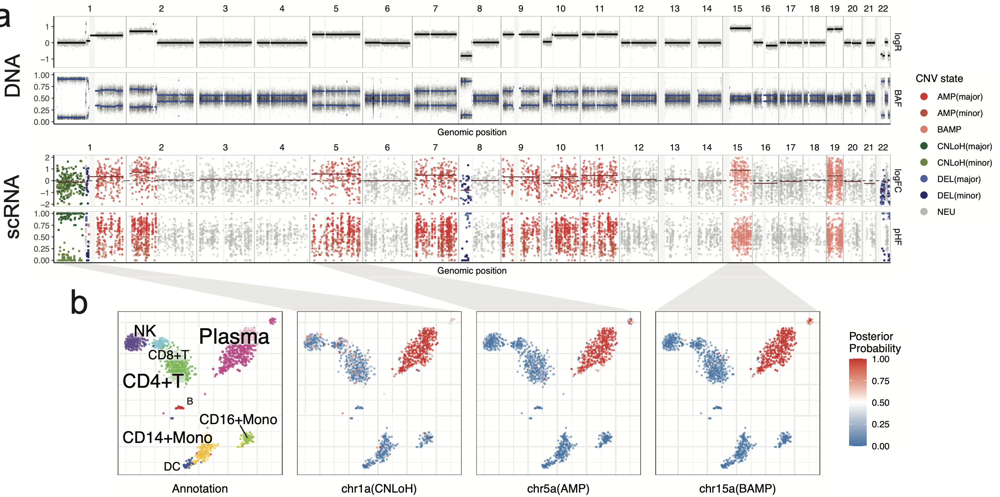 a
1 2 3 4 5 6 7 8 9 10 11 12 13 14 15 16 17 18 19 20 21 22
DNA
1
0
−1
logR
1.00
0.75
0.50
0.25
0.00
BAF
Genomic position
1 2 3 4 5 6 7 8 9 10 11 12 13 14 15 16 17 18 19 20 21 22
scRNA
2
1
0
−1
−2
logFC
1.00
0.75
0.50
0.25
0.00
pHF
Genomic position
CNV state
AMP(major)
AMP(minor)
BAMP
CNLoH(major)
CNLoH(minor)
DEL(major)
DEL(minor)
NEU
b
NK
Plasma
CD8+T
CD4+T
B
CD16+Mono
CD14+Mono
DC
Annotation
chr1a(CNLoH)
chr5a(AMP)
chr15a(BAMP)
Posterior
Probability
1.00
0.75
0.50
0.25
0.00